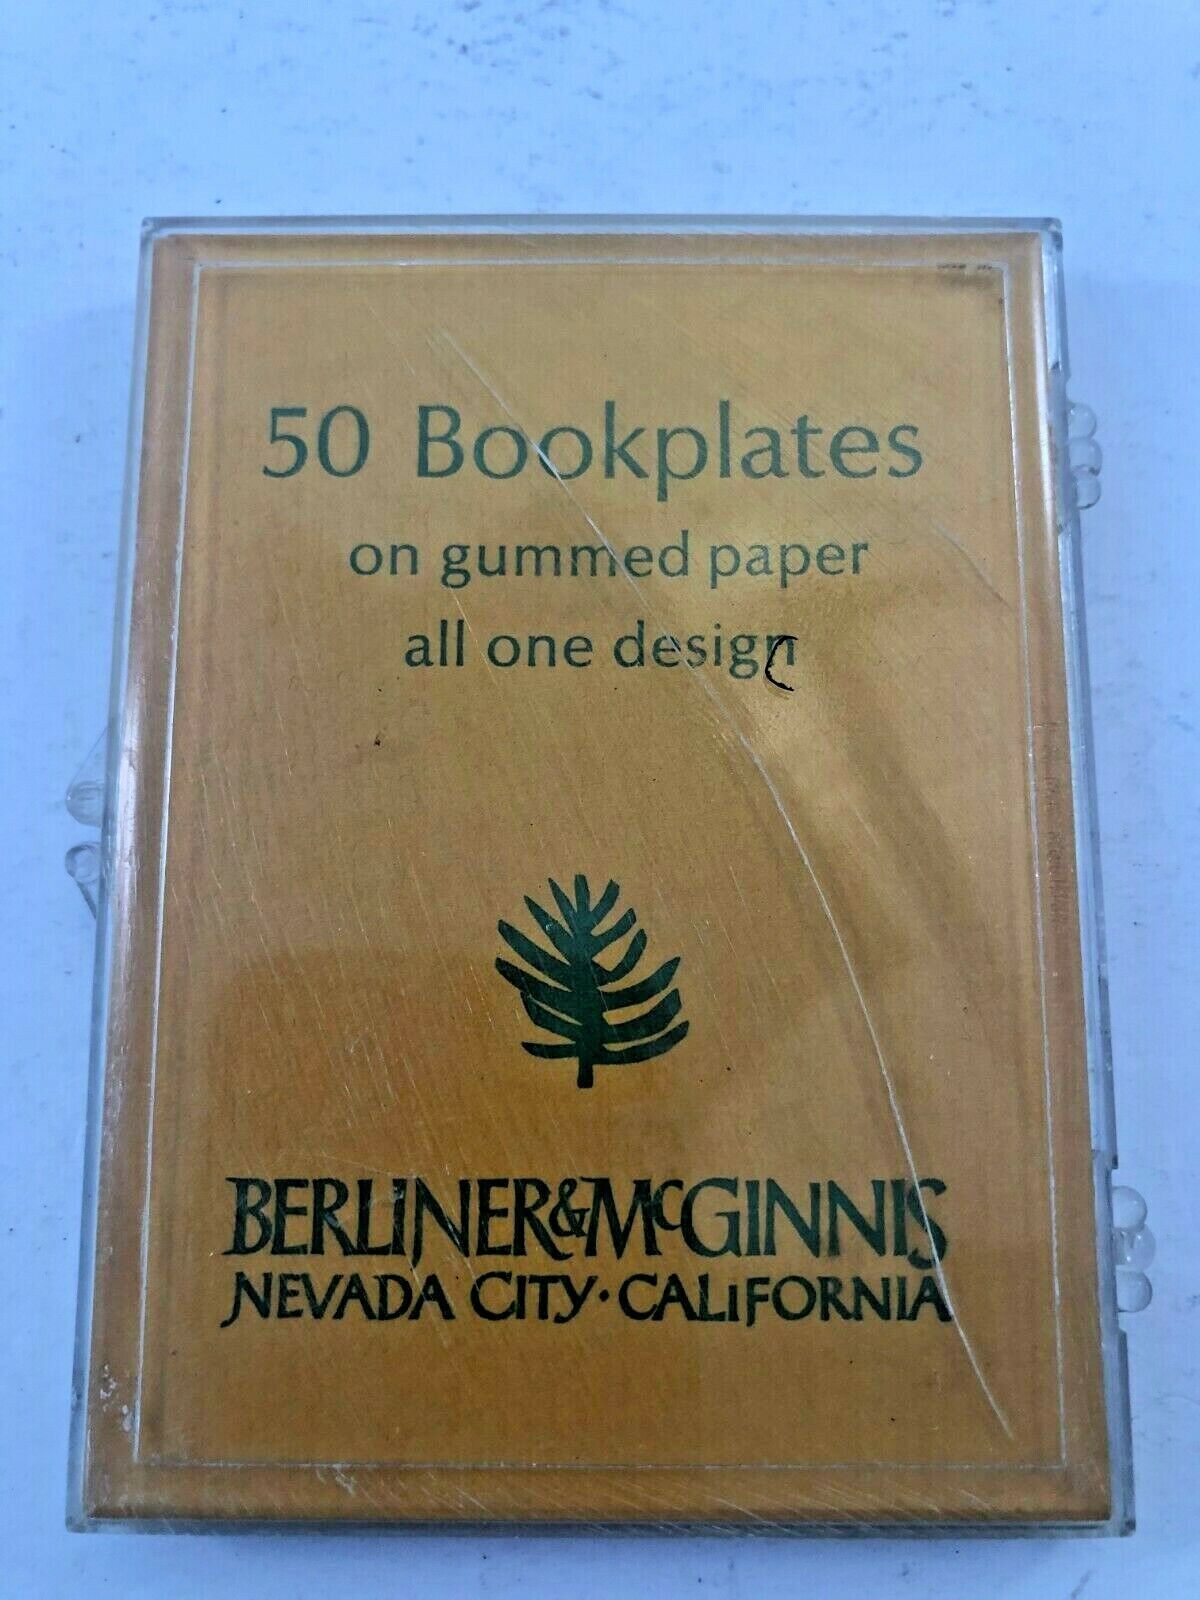 50 Bookplates
on gummed paper
all one design
BERLINER & McGINNIS
NEVADA CITY · CALIFORNIA